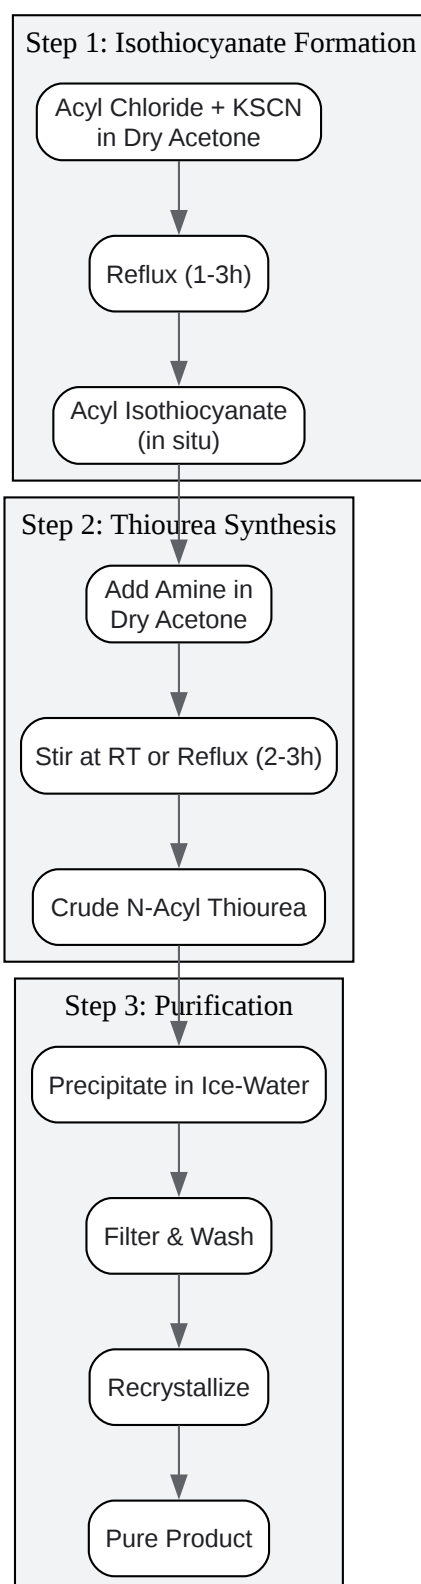 Step 1: Isothiocyanate Formation
Acyl Chloride + KSCN
in Dry Acetone
Reflux (1-3h)
Acyl Isothiocyanate
(in situ)
Step 2: Thiourea Synthesis
Add Amine in
Dry Acetone
Stir at RT or Reflux (2-3h)
Crude N-Acyl Thiourea
Step 3: Purification
Precipitate in Ice-Water
Filter & Wash
Recrystallize
Pure Product